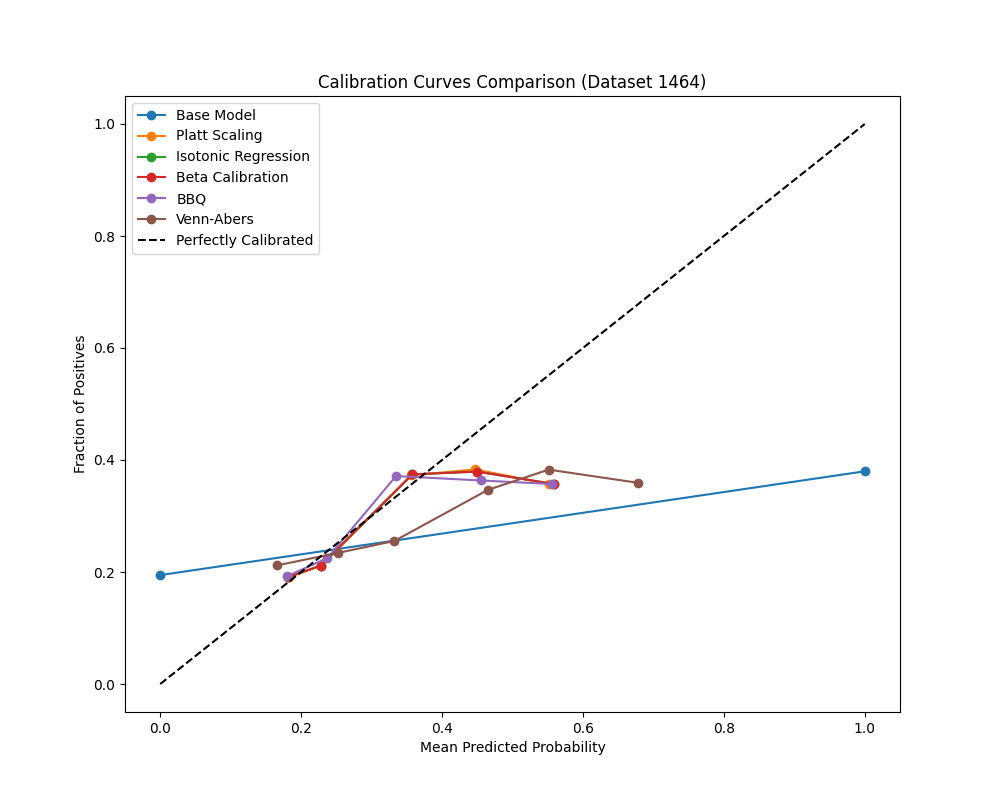 Calibration Curves Comparison (Dataset 1464)
Base Model
Platt Scaling
Isotonic Regression
Beta Calibration
BBQ
Venn-Abers
Perfectly Calibrated
Fraction of Positives
1.0
0.8
0.6
0.4
0.2
0.0
0.0 0.2 0.4 0.6 0.8 1.0
Mean Predicted Probability